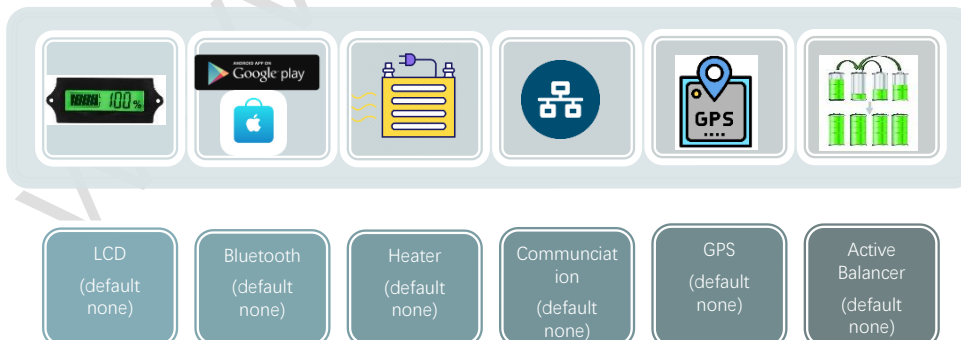 100%
ANDROID APP ON
Google play
GPS
LCD
(default
none)
Bluetooth
(default
none)
Heater
(default
none)
Communciat
ion
(default
none)
GPS
(default
none)
Active
Balancer
(default
none)